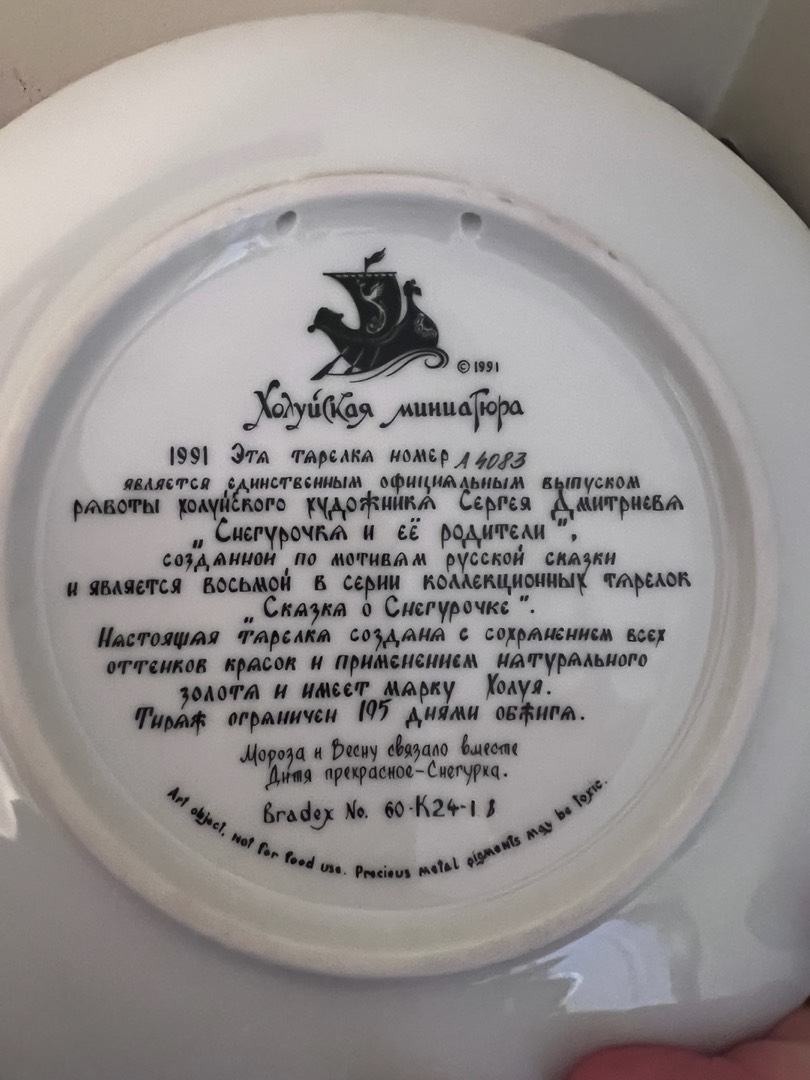 ©1991
Холуйская миниатюра
1991 Эта тарелка номер A 4083
является единственным официальным выпуском
работы холуйского художника Сергея Дмитриева
„Снегурочка и её родители",
созданной по мотивам русской сказки
и является восьмой в серии коллекционных тарелок
„Сказка о Снегурочке".
Настоящая тарелка создана с сохранением всех
оттенков красок и применением натурального
золота и имеет марку Холуя.
Тираж ограничен 195 днями обжига.
Мороза и Весну связало вместе
Дитя прекрасное-Снегурка.
Bradex No. 60-K24-1 8
Art object, not for food use. Precious metal pigments may be toxic.